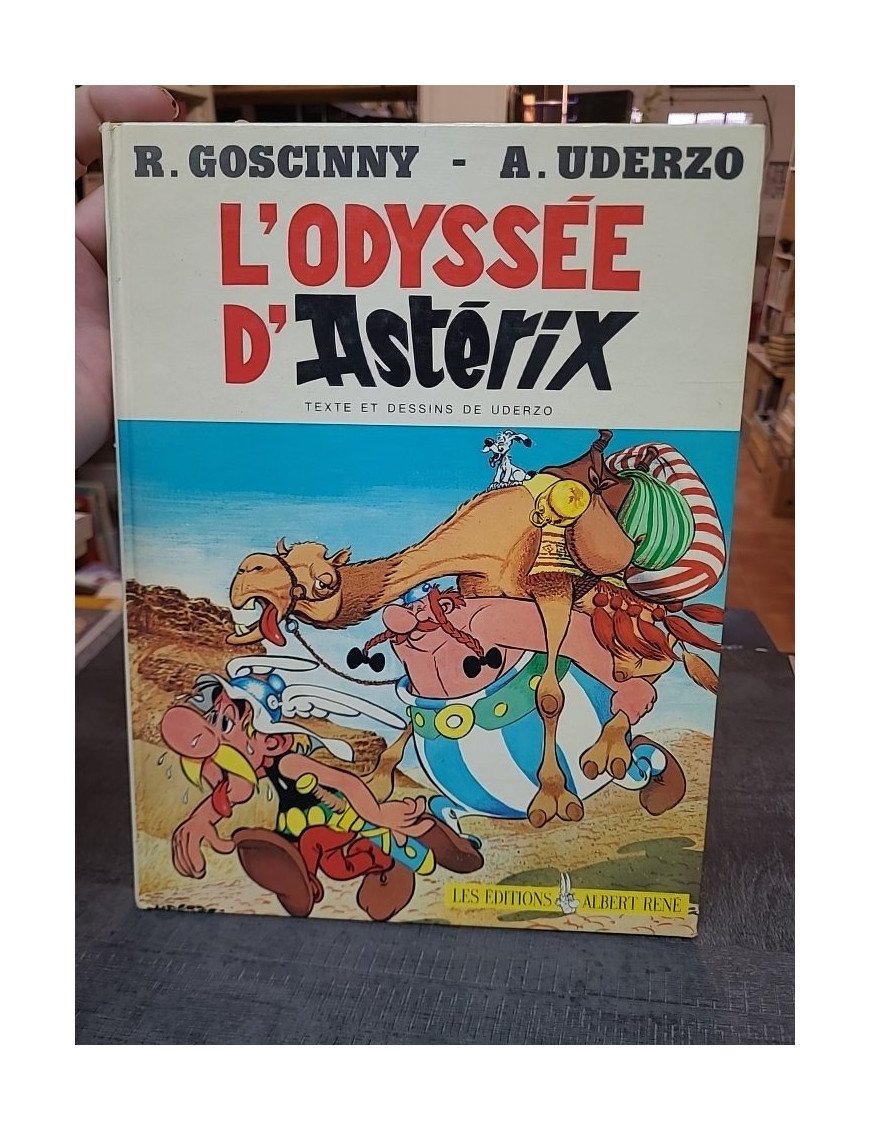 R. GOSCINNY - A. UDERZO
L'ODYSSÉE
D'Astérix
TEXTE ET DESSINS DE UDERZO
LES EDITIONS ALBERT RENÉ